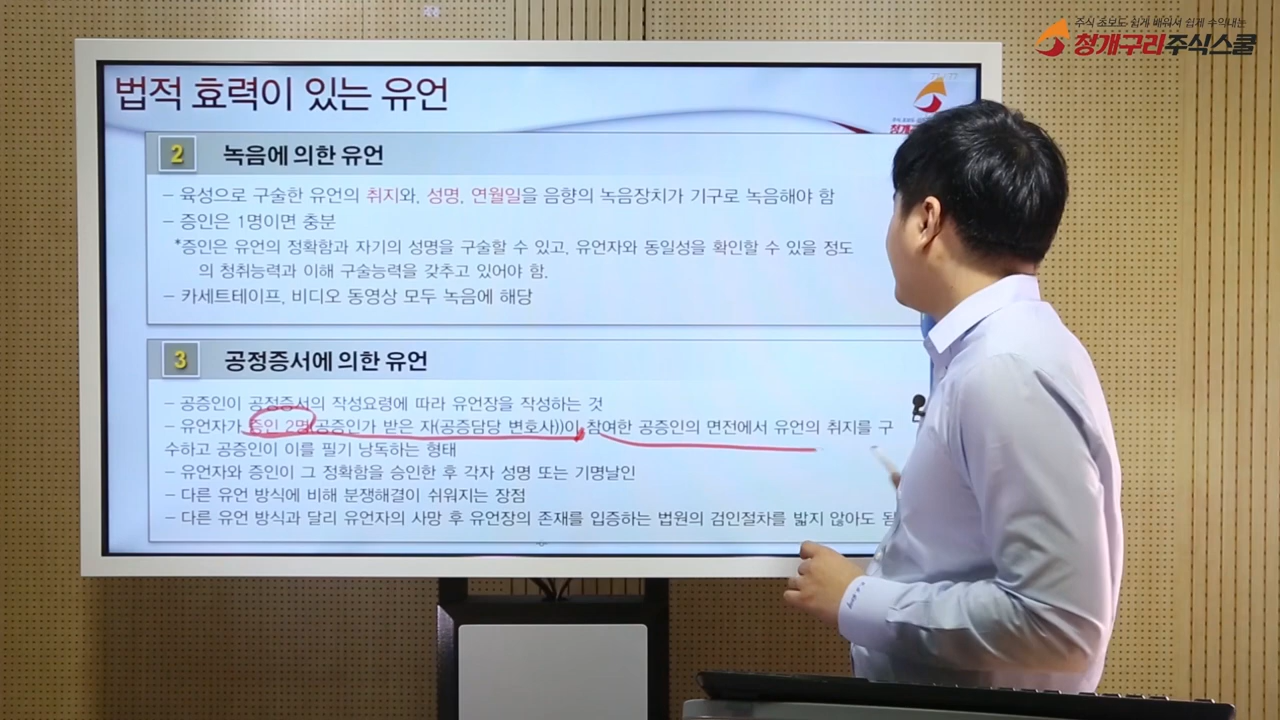 주식 초보도 쉽게 배워서 쉽게 수익내는
청개구리주식스쿨
법적 효력이 있는 유언
2 녹음에 의한 유언
– 육성으로 구술한 유언의 취지와, 성명, 연월일을 음향의 녹음장치가 기구로 녹음해야 함
– 증인은 1명이면 충분
*증인은 유언의 정확함과 자기의 성명을 구술할 수 있고, 유언자와 동일성을 확인할 수 있을 정도
의 청취능력과 이해 구술능력을 갖추고 있어야 함.
– 카세트테이프, 비디오 동영상 모두 녹음에 해당
3 공정증서에 의한 유언
– 공증인이 공정증서의 작성요령에 따라 유언장을 작성하는 것
– 유언자가 증인 2명(공증인가 받은 자(공증담당 변호사))이 참여한 공증인의 면전에서 유언의 취지를 구
수하고 공증인이 이를 필기 낭독하는 형태
– 유언자와 증인이 그 정확함을 승인한 후 각자 성명 또는 기명날인
– 다른 유언 방식에 비해 분쟁해결이 쉬워지는 장점
– 다른 유언 방식과 달리 유언자의 사망 후 유언장의 존재를 입증하는 법원의 검인절차를 밟지 않아도 됨